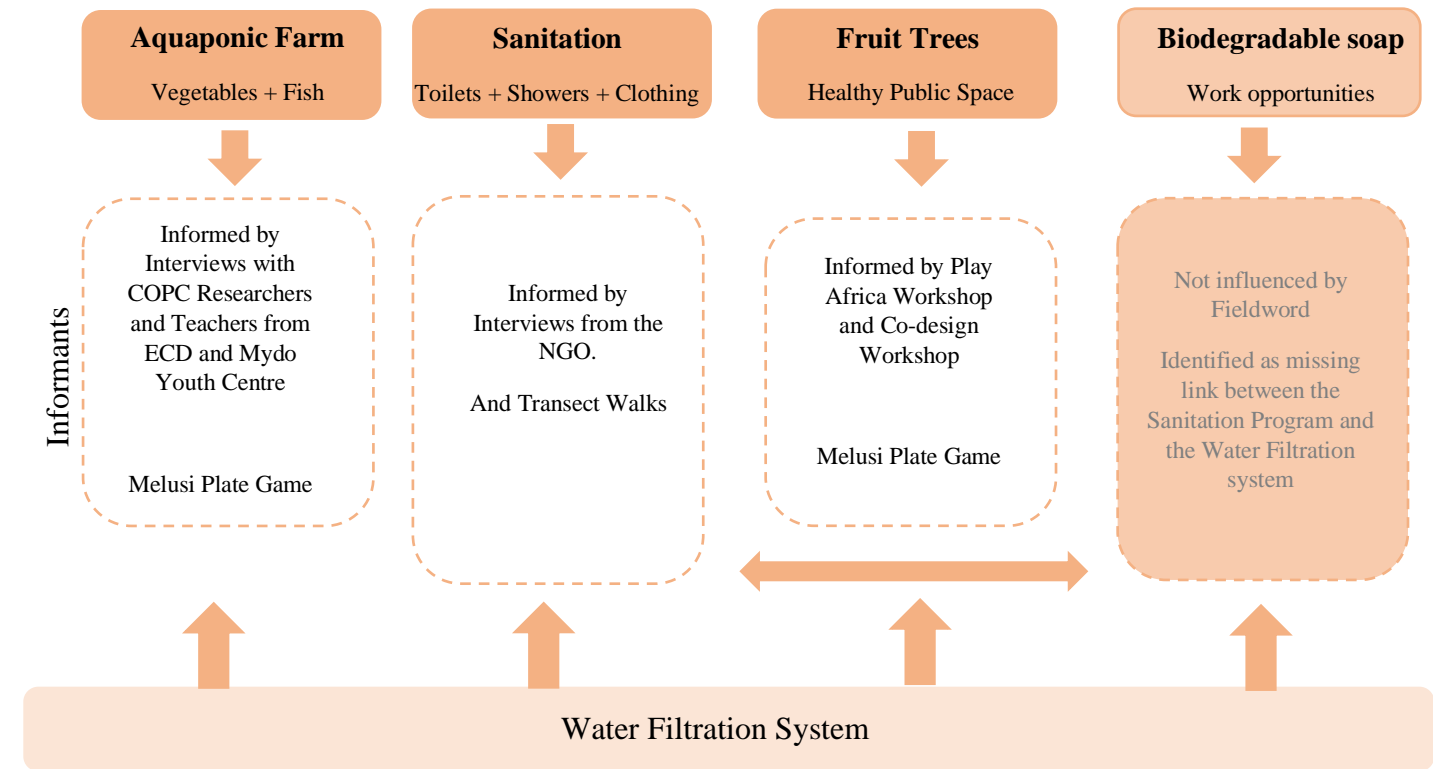 Aquaponic Farm
Vegetables + Fish
Sanitation
Toilets + Showers + Clothing
Fruit Trees
Healthy Public Space
Biodegradable soap
Work opportunities
Informants
Informed by
Interviews with
COPC Researchers
and Teachers from
ECD and Mydo
Youth Centre
Melusi Plate Game
Informed by
Interviews from the
NGO.
And Transect Walks
Informed by Play
Africa Workshop
and Co-design
Workshop
Melusi Plate Game
Not influenced by
Fieldword
Identified as missing
link between the
Sanitation Program and
the Water Filtration
system
Water Filtration System